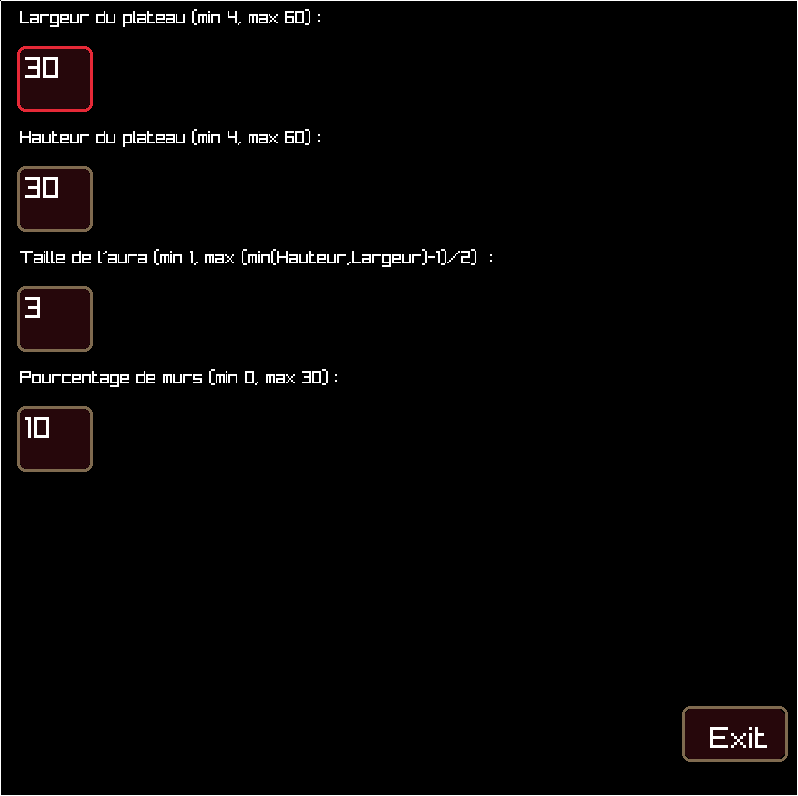 Largeur du plateau (min 4, max 60) :
30
Hauteur du plateau (min 4, max 60) :
30
Taille de l'aura (min 1, max (min(Hauteur,Largeur)-1)/2) :
3
Pourcentage de murs (min 0, max 30) :
10
Exit